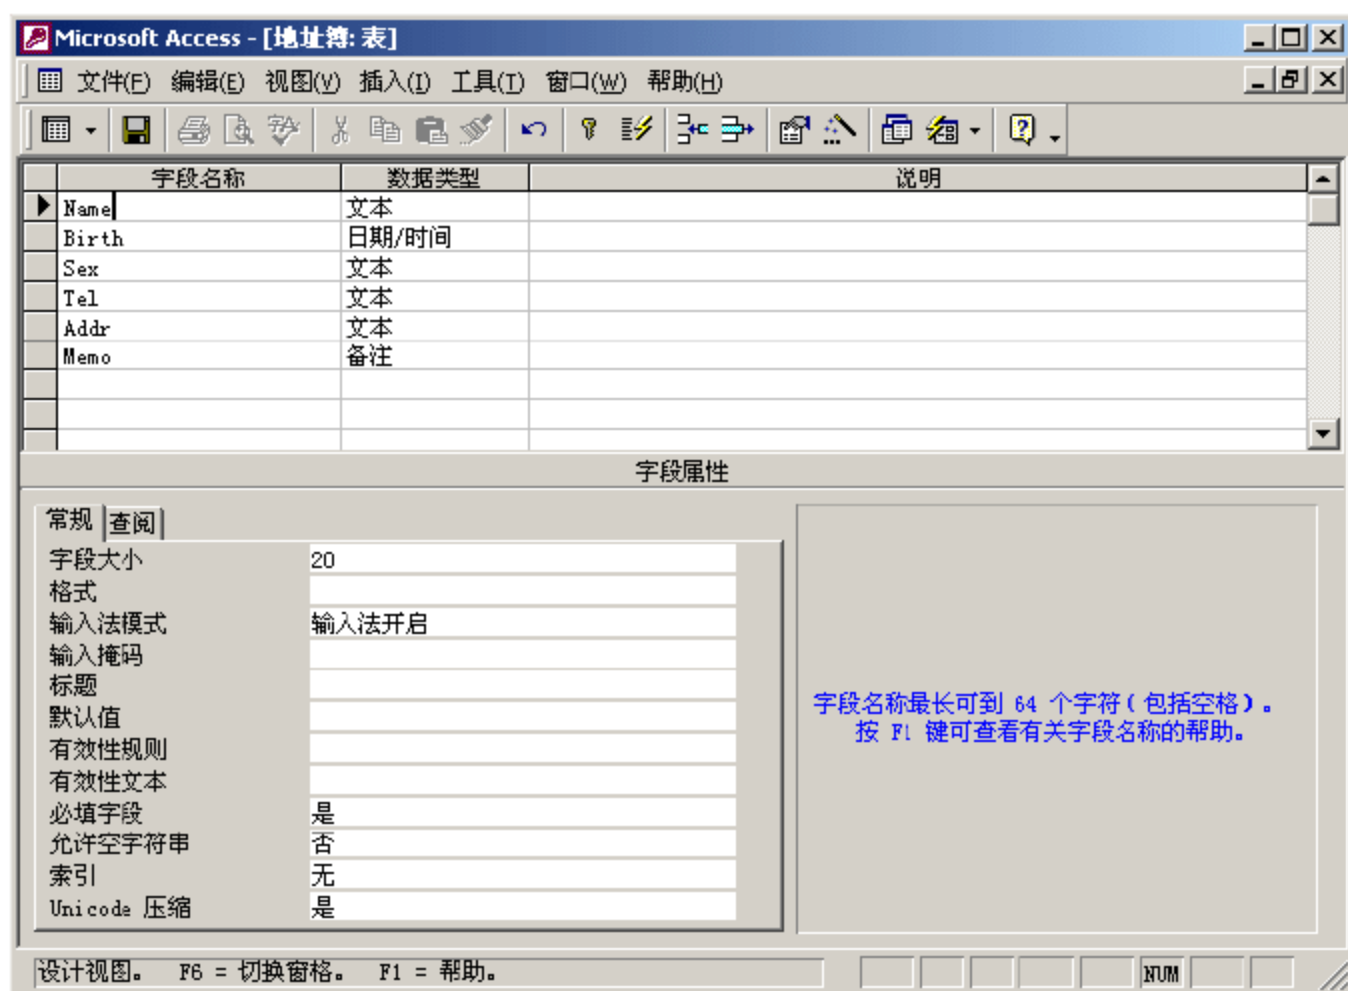 Microsoft Access - [地址簿: 表]
文件(F) 编辑(E) 视图(V) 插入(I) 工具(T) 窗口(W) 帮助(H)
字段名称 数据类型 说明
Name 文本
Birth 日期/时间
Sex 文本
Tel 文本
Addr 文本
Memo 备注
字段属性
常规 查阅
字段大小 20
格式
输入法模式 输入法开启
输入掩码
标题
默认值
有效性规则
有效性文本
必填字段 是
允许空字符串 否
索引 无
Unicode 压缩 是
字段名称最长可到 64 个字符(包括空格)。
按 F1 键可查看有关字段名称的帮助。
设计视图。 F6 = 切换窗格。 F1 = 帮助。 NUM